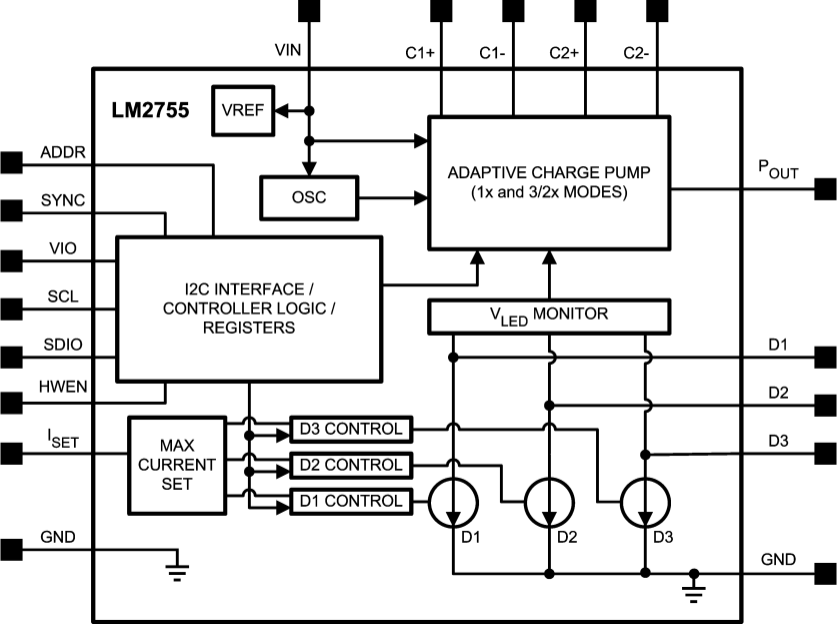 VIN
C1+
C1-
C2+
C2-
LM2755
VREF
ADDR
ADAPTIVE CHARGE PUMP
(1x and 3/2x MODES)
POUT
OSC
SYNC
VIO
I2C INTERFACE /
CONTROLLER LOGIC /
REGISTERS
SCL
VLED MONITOR
SDIO
D1
HWEN
D2
ISET
MAX
CURRENT
SET
D3 CONTROL
D2 CONTROL
D1 CONTROL
D3
D1
D2
D3
GND
GND